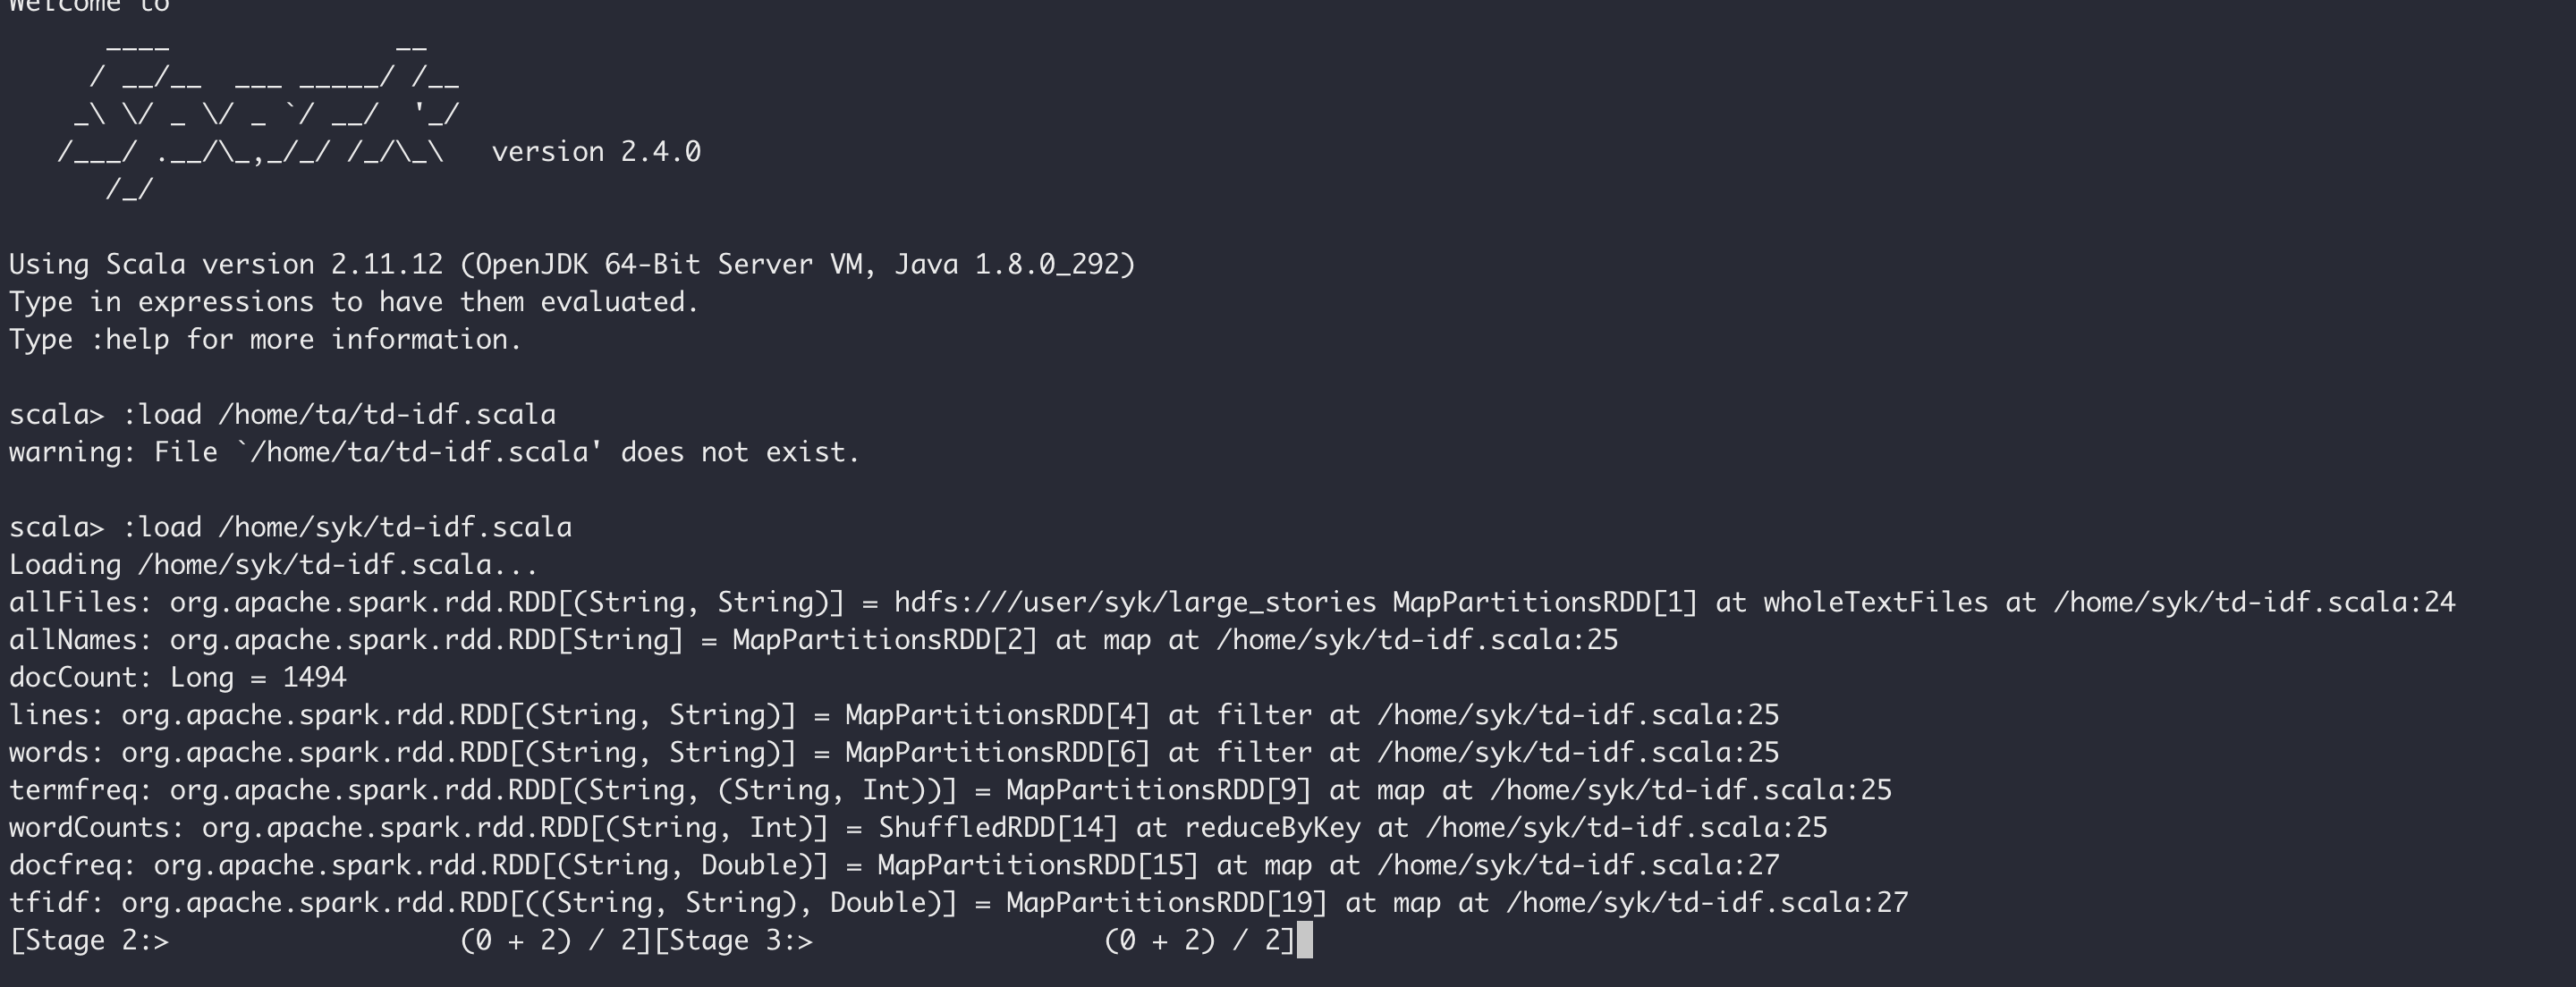 Welcome to
      ____              __
     / __/__  ___ _____/ /__
    _\ \/ _ \/ _ `/ __/  '_/
   /___/ .__/\_,_/_/ /_/\_\   version 2.4.0
      /_/
Using Scala version 2.11.12 (OpenJDK 64-Bit Server VM, Java 1.8.0_292)
Type in expressions to have them evaluated.
Type :help for more information.
scala> :load /home/ta/td-idf.scala
warning: File `/home/ta/td-idf.scala' does not exist.
scala> :load /home/syk/td-idf.scala
Loading /home/syk/td-idf.scala...
allFiles: org.apache.spark.rdd.RDD[(String, String)] = hdfs:///user/syk/large_stories MapPartitionsRDD[1] at wholeTextFiles at /home/syk/td-idf.scala:24
allNames: org.apache.spark.rdd.RDD[String] = MapPartitionsRDD[2] at map at /home/syk/td-idf.scala:25
docCount: Long = 1494
lines: org.apache.spark.rdd.RDD[(String, String)] = MapPartitionsRDD[4] at filter at /home/syk/td-idf.scala:25
words: org.apache.spark.rdd.RDD[(String, String)] = MapPartitionsRDD[6] at filter at /home/syk/td-idf.scala:25
termfreq: org.apache.spark.rdd.RDD[(String, (String, Int))] = MapPartitionsRDD[9] at map at /home/syk/td-idf.scala:25
wordCounts: org.apache.spark.rdd.RDD[(String, Int)] = ShuffledRDD[14] at reduceByKey at /home/syk/td-idf.scala:25
docfreq: org.apache.spark.rdd.RDD[(String, Double)] = MapPartitionsRDD[15] at map at /home/syk/td-idf.scala:27
tfidf: org.apache.spark.rdd.RDD[((String, String), Double)] = MapPartitionsRDD[19] at map at /home/syk/td-idf.scala:27
[Stage 2:>                  (0 + 2) / 2][Stage 3:>                  (0 + 2) / 2]